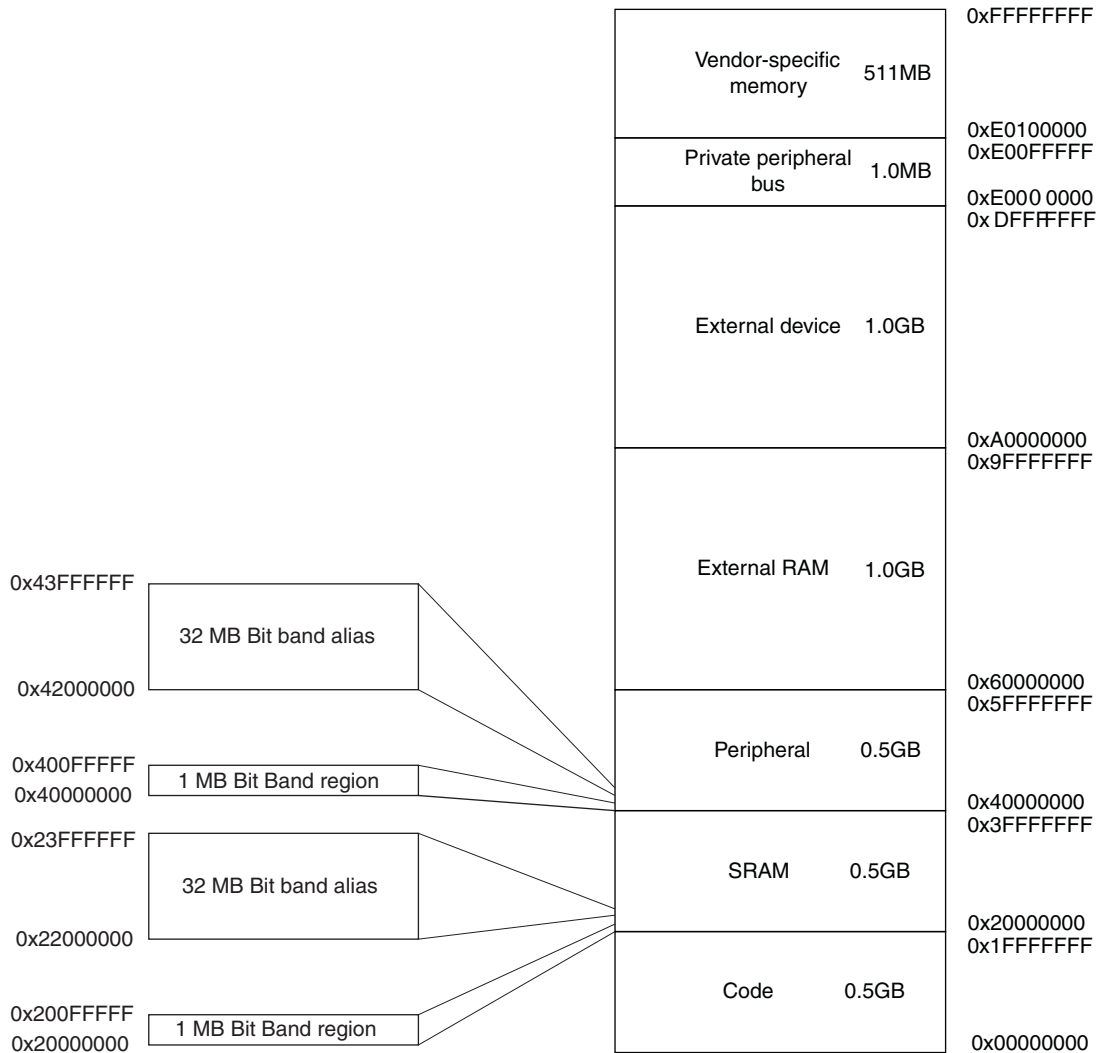 0xFFFFFFFF
Vendor-specific
memory
511MB
0xE0100000
0xE00FFFFF
Private peripheral
bus
1.0MB
0xE000 0000
0x DFFFFFFF
External device 1.0GB
0xA0000000
0x9FFFFFFF
External RAM 1.0GB
0x60000000
0x5FFFFFFF
Peripheral 0.5GB
0x40000000
0x3FFFFFFF
SRAM 0.5GB
0x20000000
0x1FFFFFFF
Code 0.5GB
0x00000000
0x43FFFFFF
32 MB Bit band alias
0x42000000
0x400FFFFF
1 MB Bit Band region
0x40000000
0x23FFFFFF
32 MB Bit band alias
0x22000000
0x200FFFFF
1 MB Bit Band region
0x20000000